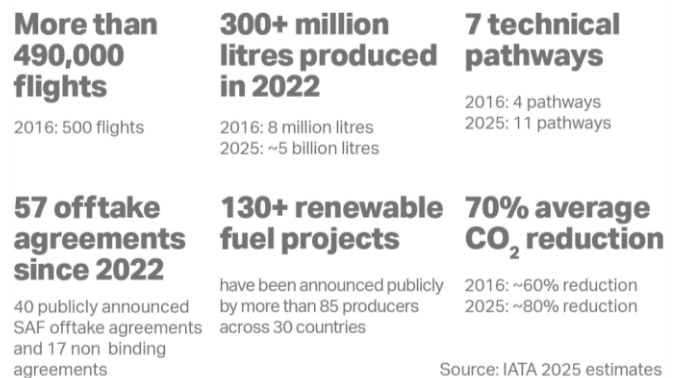 More than
490,000
flights
2016: 500 flights
300+ million
litres produced
in 2022
2016: 8 million litres
2025: ~5 billion litres
7 technical
pathways
2016: 4 pathways
2025: 11 pathways
57 offtake
agreements
since 2022
40 publicly announced
SAF offtake agreements
and 17 non  binding
agreements
130+ renewable
fuel projects
have been announced publicly
by more than 85 producers
across 30 countries
70% average
CO₂ reduction
2016: ~60% reduction
2025: ~80% reduction
Source: IATA 2025 estimates